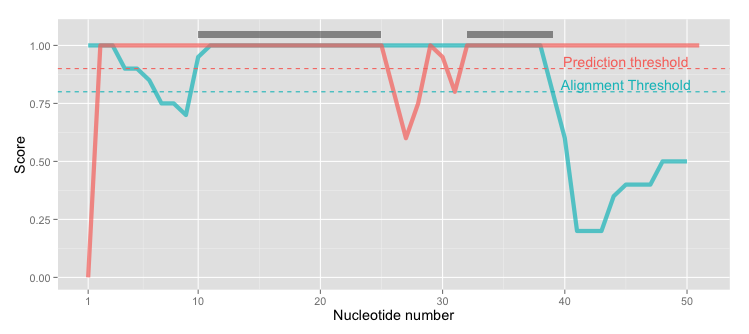 1.00
0.75
0.50
0.25
0.00
Score
Prediction threshold
Alignment Threshold
1 10 20 30 40 50
Nucleotide number